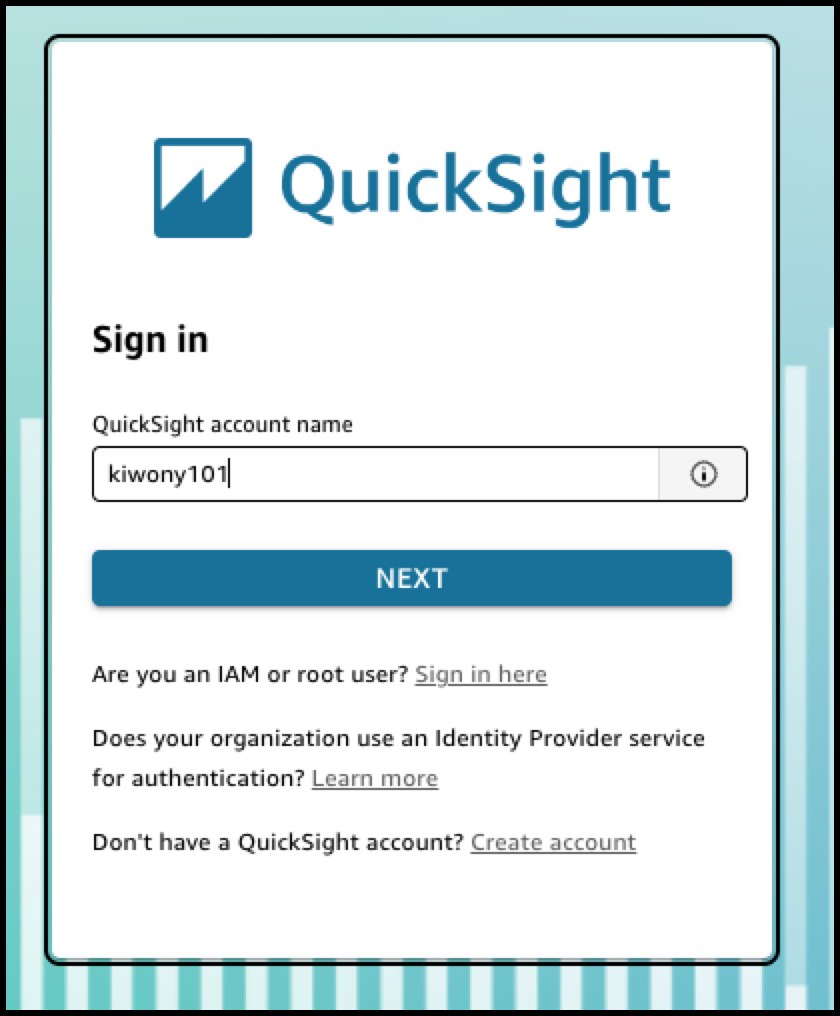 QuickSight
Sign in
QuickSight account name
kiwony101
NEXT
Are you an IAM or root user? Sign in here
Does your organization use an Identity Provider service
for authentication? Learn more
Don't have a QuickSight account? Create account